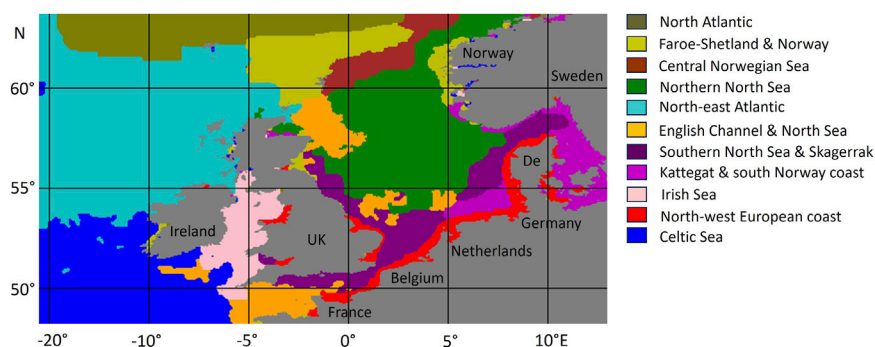 N
60°
55°
50°
-20°
-10°
-5°
0°
5°
10°E
Norway
Sweden
De
Ireland
UK
Germany
Netherlands
Belgium
France
North Atlantic
Faroe-Shetland & Norway
Central Norwegian Sea
Northern North Sea
North-east Atlantic
English Channel & North Sea
Southern North Sea & Skagerrak
Kattegat & south Norway coast
Irish Sea
North-west European coast
Celtic Sea